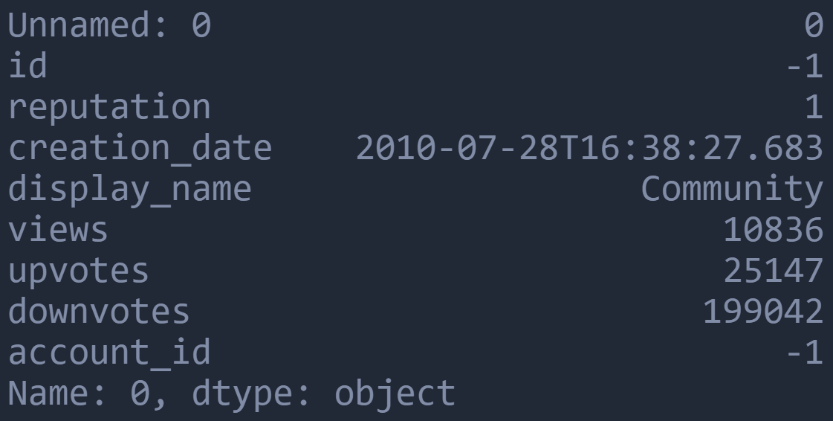 Unnamed: 0 0
id -1
reputation 1
creation_date 2010-07-28T16:38:27.683
display_name Community
views 10836
upvotes 25147
downvotes 199042
account_id -1
Name: 0, dtype: object